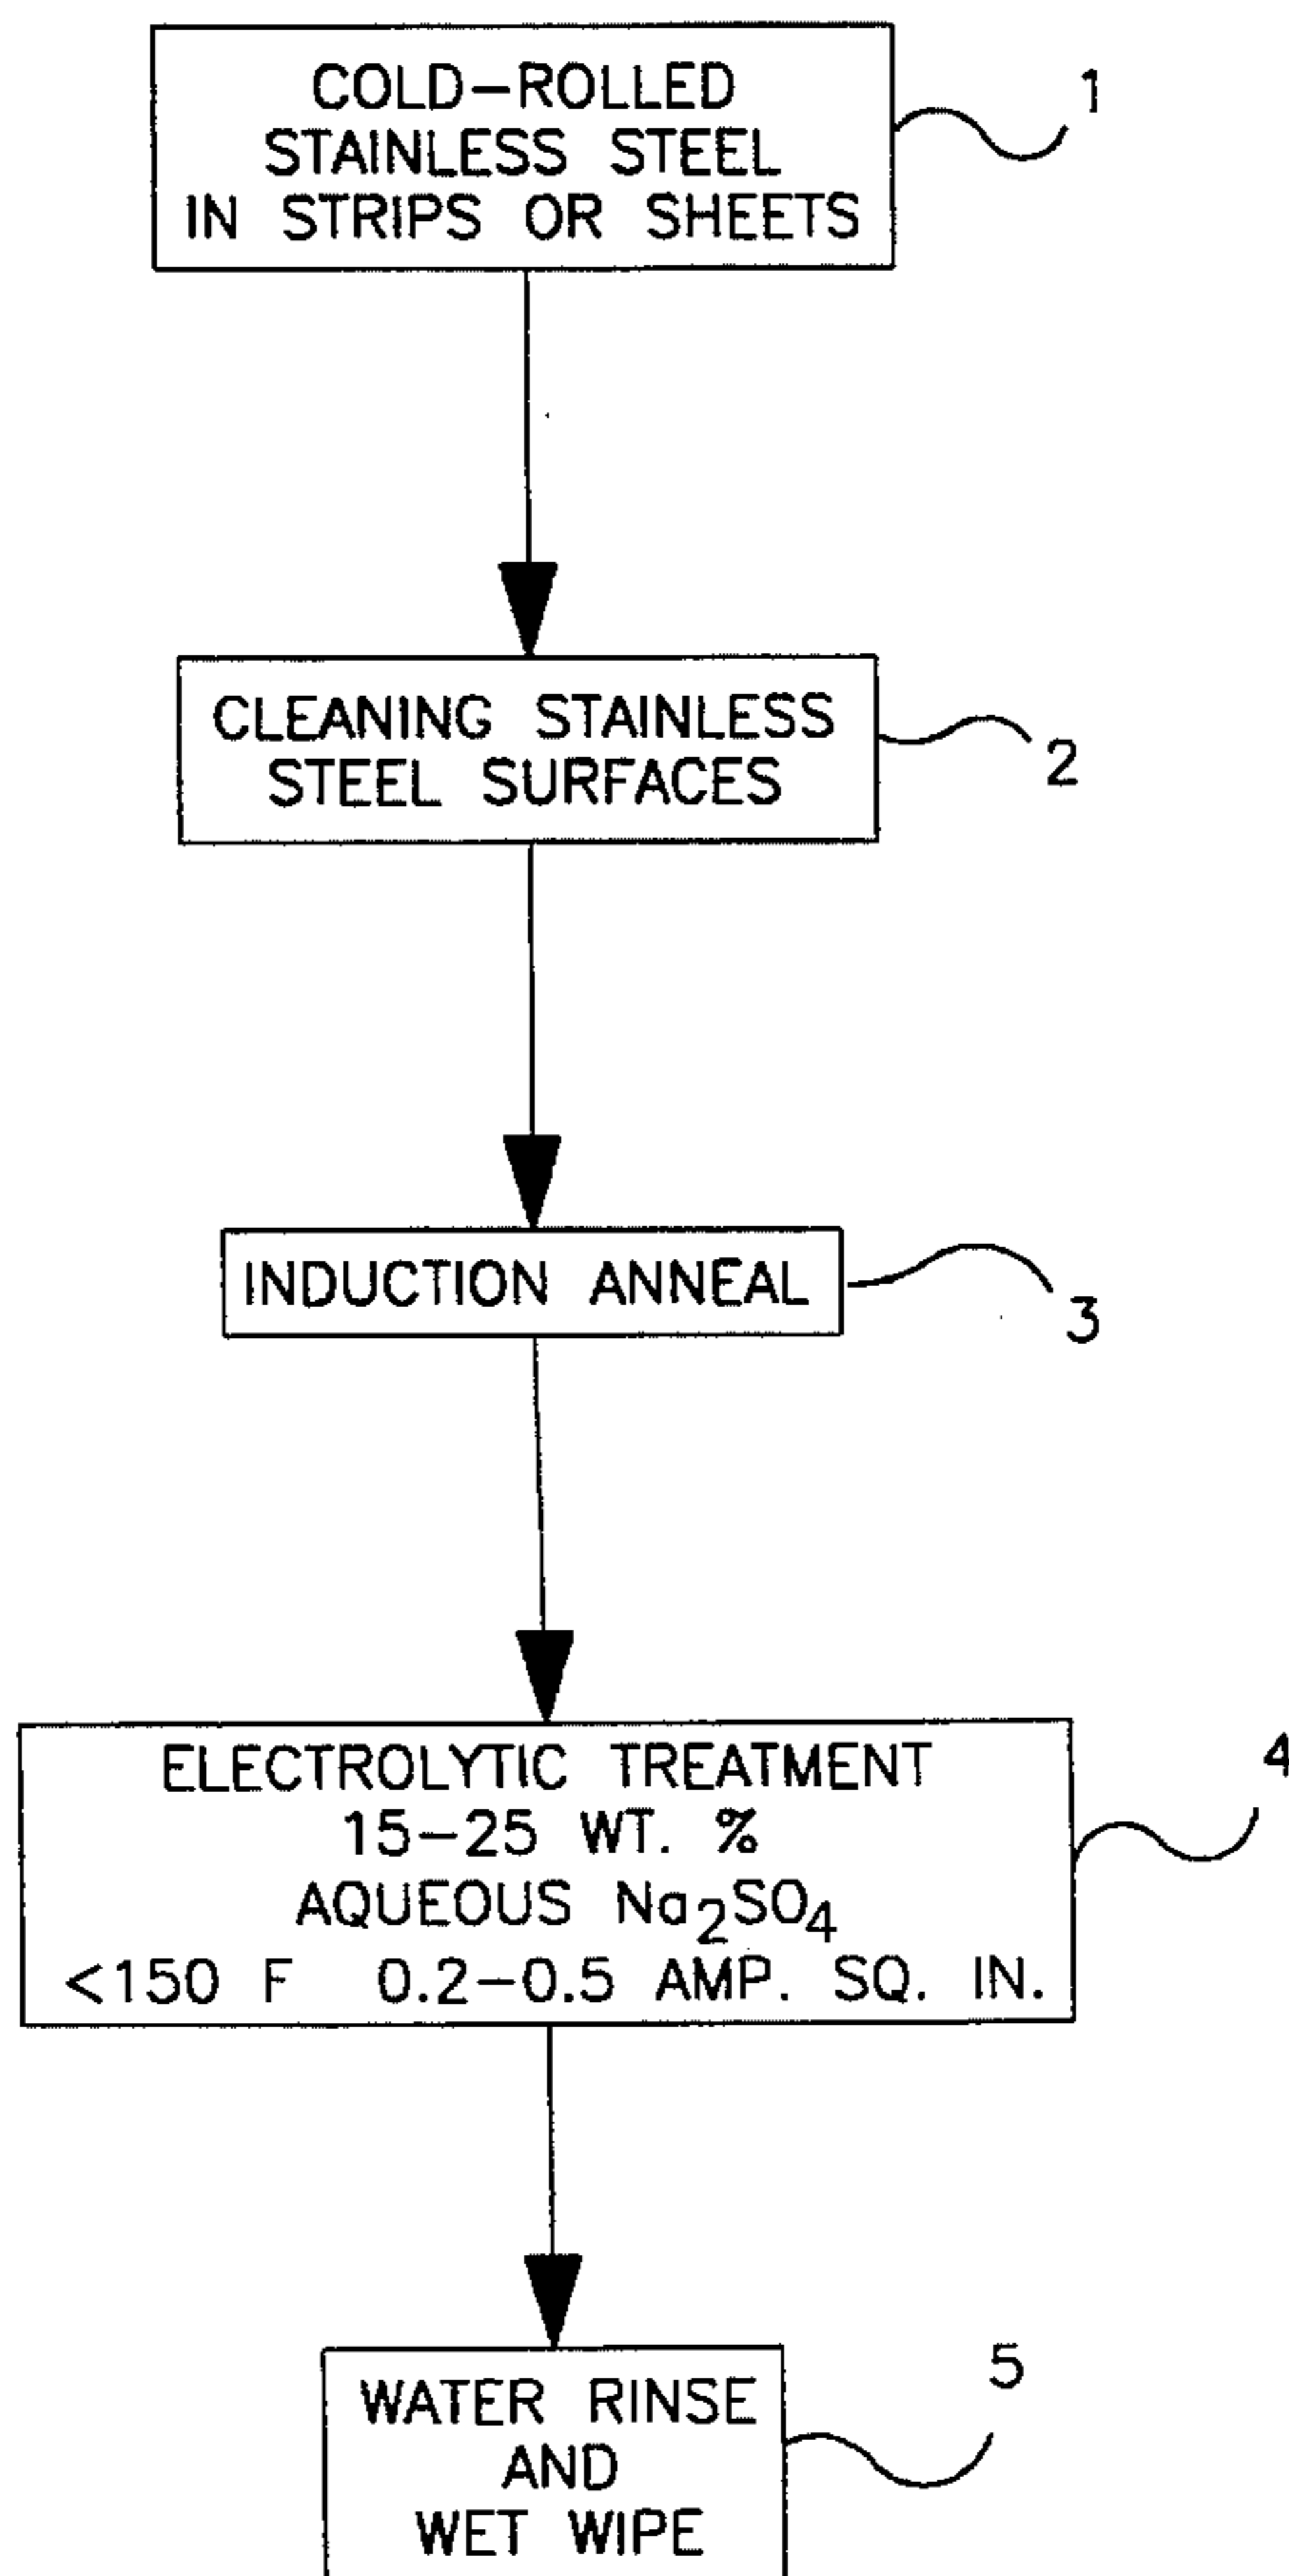 COLD-ROLLED
STAINLESS STEEL
IN STRIPS OR SHEETS
1
CLEANING STAINLESS
STEEL SURFACES
2
INDUCTION ANNEAL
3
ELECTROLYTIC TREATMENT
15-25 WT. %
AQUEOUS Na₂SO₄
<150 F 0.2-0.5 AMP. SQ. IN.
4
WATER RINSE
AND
WET WIPE
5